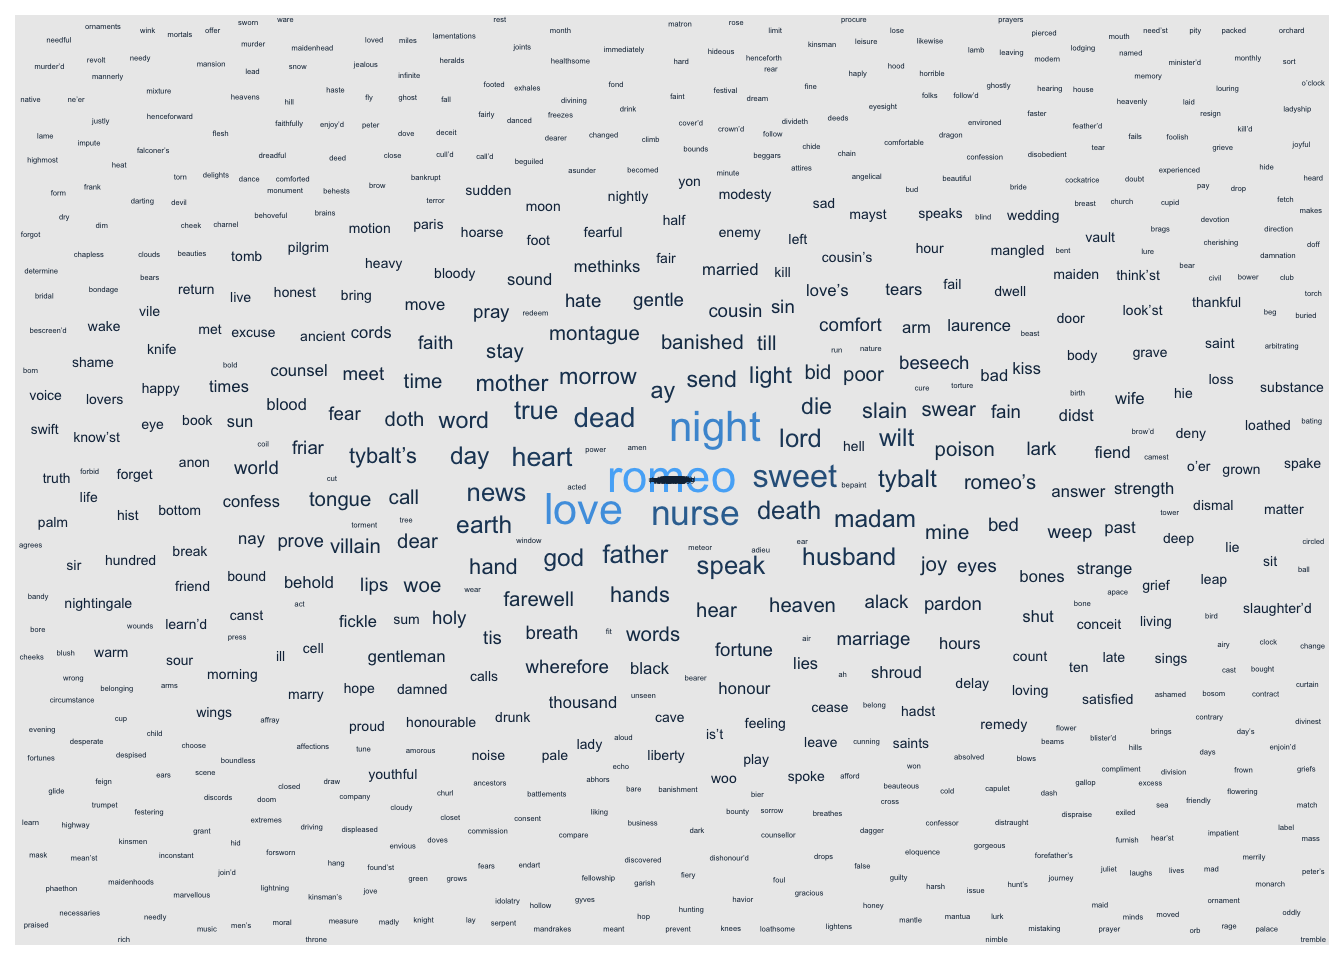 sworn ware rest matron rose procure prayers
ornaments wink mortals offer month limit lose pierced need'st pity packed orchard
needful murder maidenhead loved miles lamentations joints immediately hideous kinsman leisure likewise lamb leaving lodging mouth named
murder'd revolt needy mansion lead snow jealous infinite heralds healthsome hard henceforth rear haply hood horrible modern memory minister'd monthly sort
mannerly mixture haste footed exhales fond festival fine ghostly hearing house louring o'clock
native ne'er heavens hill fly ghost fall divining drink faint dream eyesight folks follow'd heavenly laid ladyship
justly henceforward faithfully enjoy'd peter fairly danced freezes cover'd crown'd divideth deeds environed faster feather'd resign kill'd
lame impute flesh dove deceit dearer changed climb follow chide comfortable dragon fails foolish grieve joyful
highmost falconer's heat dreadful deed close cull'd call'd beguiled bounds beggars chain confession disobedient tear hide
torn delights dance comforted bankrupt asunder becomed minute attires angelical beautiful cockatrice doubt experienced heard
form frank monument behests brow sudden nightly yon modesty bud bride pay drop
darting devil terror moon sad mayst speaks blind wedding breast church cupid fetch makes
dry dim cheek charnel behoveful brains motion paris hoarse foot fearful half enemy left devotion direction
forgot pilgrim hour mangled bent vault brags cherishing doff
chapless clouds beauties tomb heavy bloody methinks fair married kill cousin's lure damnation
determine bears sound maiden think'st bear civil bower club
bridal bondage return live honest bring move hate gentle love's tears fail dwell thankful torch
vile pray redeem cousin sin look'st beg buried
bescreen'd wake met excuse ancient cords faith montague banished till comfort arm laurence beast door
knife stay run nature saint arbitrating
born shame bold counsel meet time mother morrow send light bid poor beseech bad kiss body grave
voice lovers happy times ay cure torture birth wife hie loss substance
swift know'st eye book sun blood fear doth word true dead night die slain swear fain didst brow'd deny loathed bating
truth forbid forget anon coil friar tybalt's day heart power amen lord hell wilt poison lark fiend camest o'er grown spake
life world cut romeo sweet tybalt romeo's answer strength
palm hist bottom confess tongue call news acted love nurse bepaint death madam mine bed weep past tower dismal matter
agrees sir hundred break nay prove villain torment tree dear earth window god father meteor adieu ear husband joy eyes bones strange deep lie circled
bandy friend bound behold lips woe hand wear speak apace grief leap sit ball
nightingale act farewell hands hear heaven alack pardon bone slaughter'd
bore wounds learn'd canst fickle sum holy tis breath fit words shut conceit living bird
cheeks blush warm sour press ill cell gentleman wherefore black fortune air marriage hours count ten late sings airy clock change
wrong morning calls bearer lies ah shroud cast bought
circumstance belonging arms marry hope damned thousand unseen honour delay loving satisfied ashamed bosom contract curtain
evening cup wings affray proud honourable drunk cave feeling cease belong hadst remedy flower contrary divinest
desperate child choose affections tune amorous lady aloud is't leave cunning saints beams blister'd brings day's
fortunes despised boundless noise pale liberty play absolved blows hills days enjoin'd
feign ears scene youthful echo woo spoke afford won compliment division frown griefs
glide discords doom closed draw ancestors abhors bare banishment bier beauteous cold capulet dash gallop excess flowering
trumpet festering company cloudy churl battlements liking bounty sorrow breathes cross dispraise exiled sea friendly match
learn highway grant extremes driving displeased closet consent business dark counsellor dagger confessor distraught label
kinsmen hid envious doves commission compare gorgeous furnish hear'st impatient mass
mask mean'st inconstant forsworn hang found'st fears endart discovered dishonour'd drops false eloquence forefather's merrily
phaethon maidenhoods join'd lightning green grows fellowship garish fiery foul guilty harsh hunt's journey juliet laughs lives mad monarch peter's
marvellous kinsman's jove idolatry hollow gyves havior gracious honey issue maid ornament
praised necessaries needly music men's moral measure madly knight lay serpent mandrakes meant hop hunting prevent knees loathsome lightens mantle mantua lurk mistaking prayer minds moved orb rage palace oddly
rich throne nimble tremble